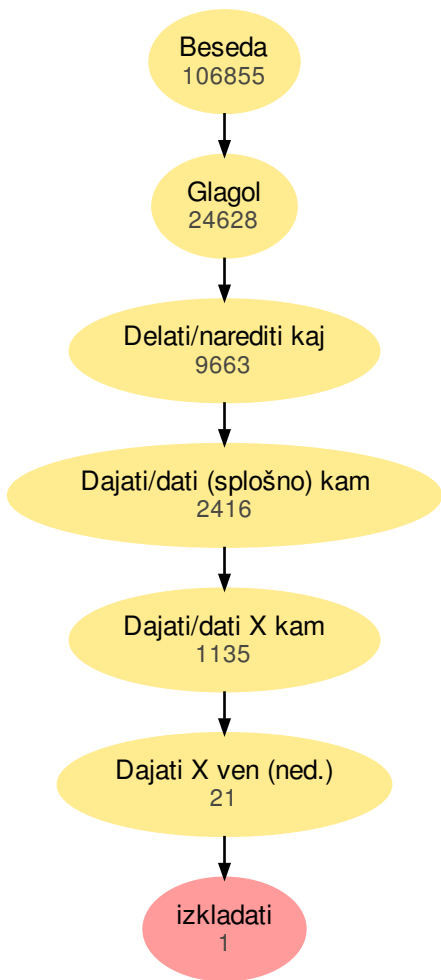 Beseda
106855
Glagol
24628
Delati/narediti kaj
9663
Dajati/dati (splošno) kam
2416
Dajati/dati X kam
1135
Dajati X ven (ned.)
21
izkladati
1